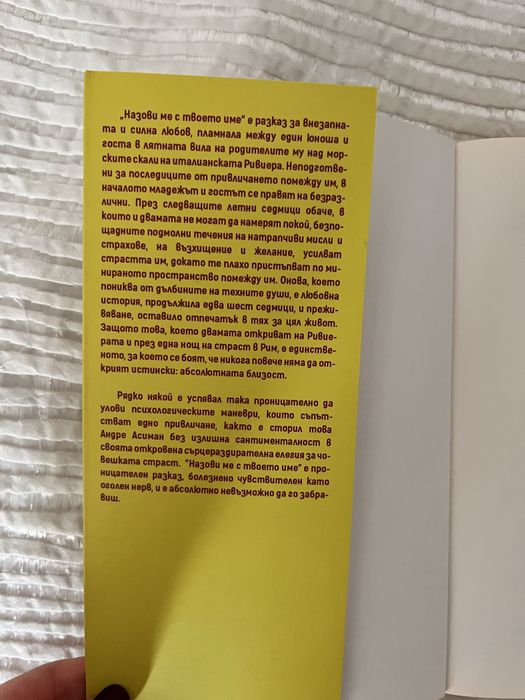 „Назови ме с твоето име“ е разказ за внезапна-
та и силна любов, пламнала между един юноша и
госта в лятната вила на родителите му над мор-
ските скали на италианската Ривиера. Неподготве-
ни за последиците от привличането помежду им, в
началото младежът и гостът се правят на безраз-
лични. През следващите летни седмици обаче, в
които и двамата не могат да намерят покой, безпо-
щадните подмолни течения на натрапчиви мисли и
страхове, на възхищение и желание, усилват
страстта им, докато те плахо пристъпват по ми-
нираното пространство помежду им. Онова, което
пониква от дълбините на техните души, е любовна
история, продължила едва шест седмици, и прежи-
вяване, оставило отпечатък в тях за цял живот.
Защото това, което двамата откриват на Ривие-
рата и през една нощ на страст в Рим, е единстве-
ното, за което се боят, че никога повече няма да от-
крият истински: абсолютната близост.
Рядко някой е успявал така проницателно да
улови психологическите маневри, които съпът-
стват едно привличане, както е сторил това
Андре Асиман без излишна сантименталност в
своята откровена сърцераздирателна елегия за чо-
вешката страст. "Назови ме с твоето име" е про-
ницателен разказ, болезнено чувствителен като
оголен нерв, и е абсолютно невъзможно да го забра-
виш.